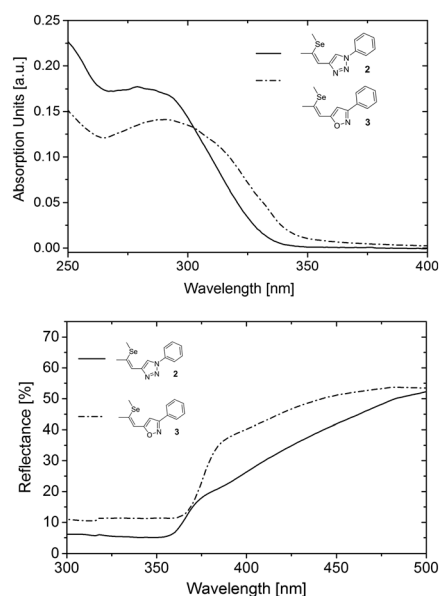 0.25
0.20
0.15
0.10
0.05
0.00
Absorption Units [a.u.]
Se
N
N=N
2
Se
O-N
3
250
300
350
400
Wavelength [nm]
70
60
50
40
30
20
10
0
Reflectance [%]
Se
N
N=N
2
Se
O-N
3
300
350
400
450
500
Wavelength [nm]